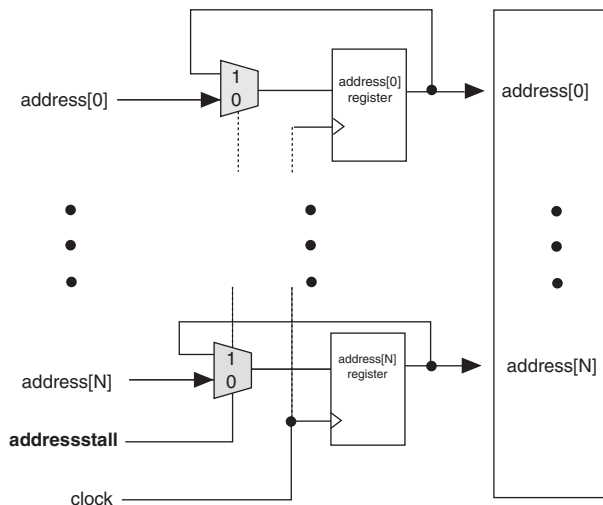 1
0
address[0]
address[0]
register
address[0]
1
0
address[N]
address[N]
register
address[N]
addressstall
clock